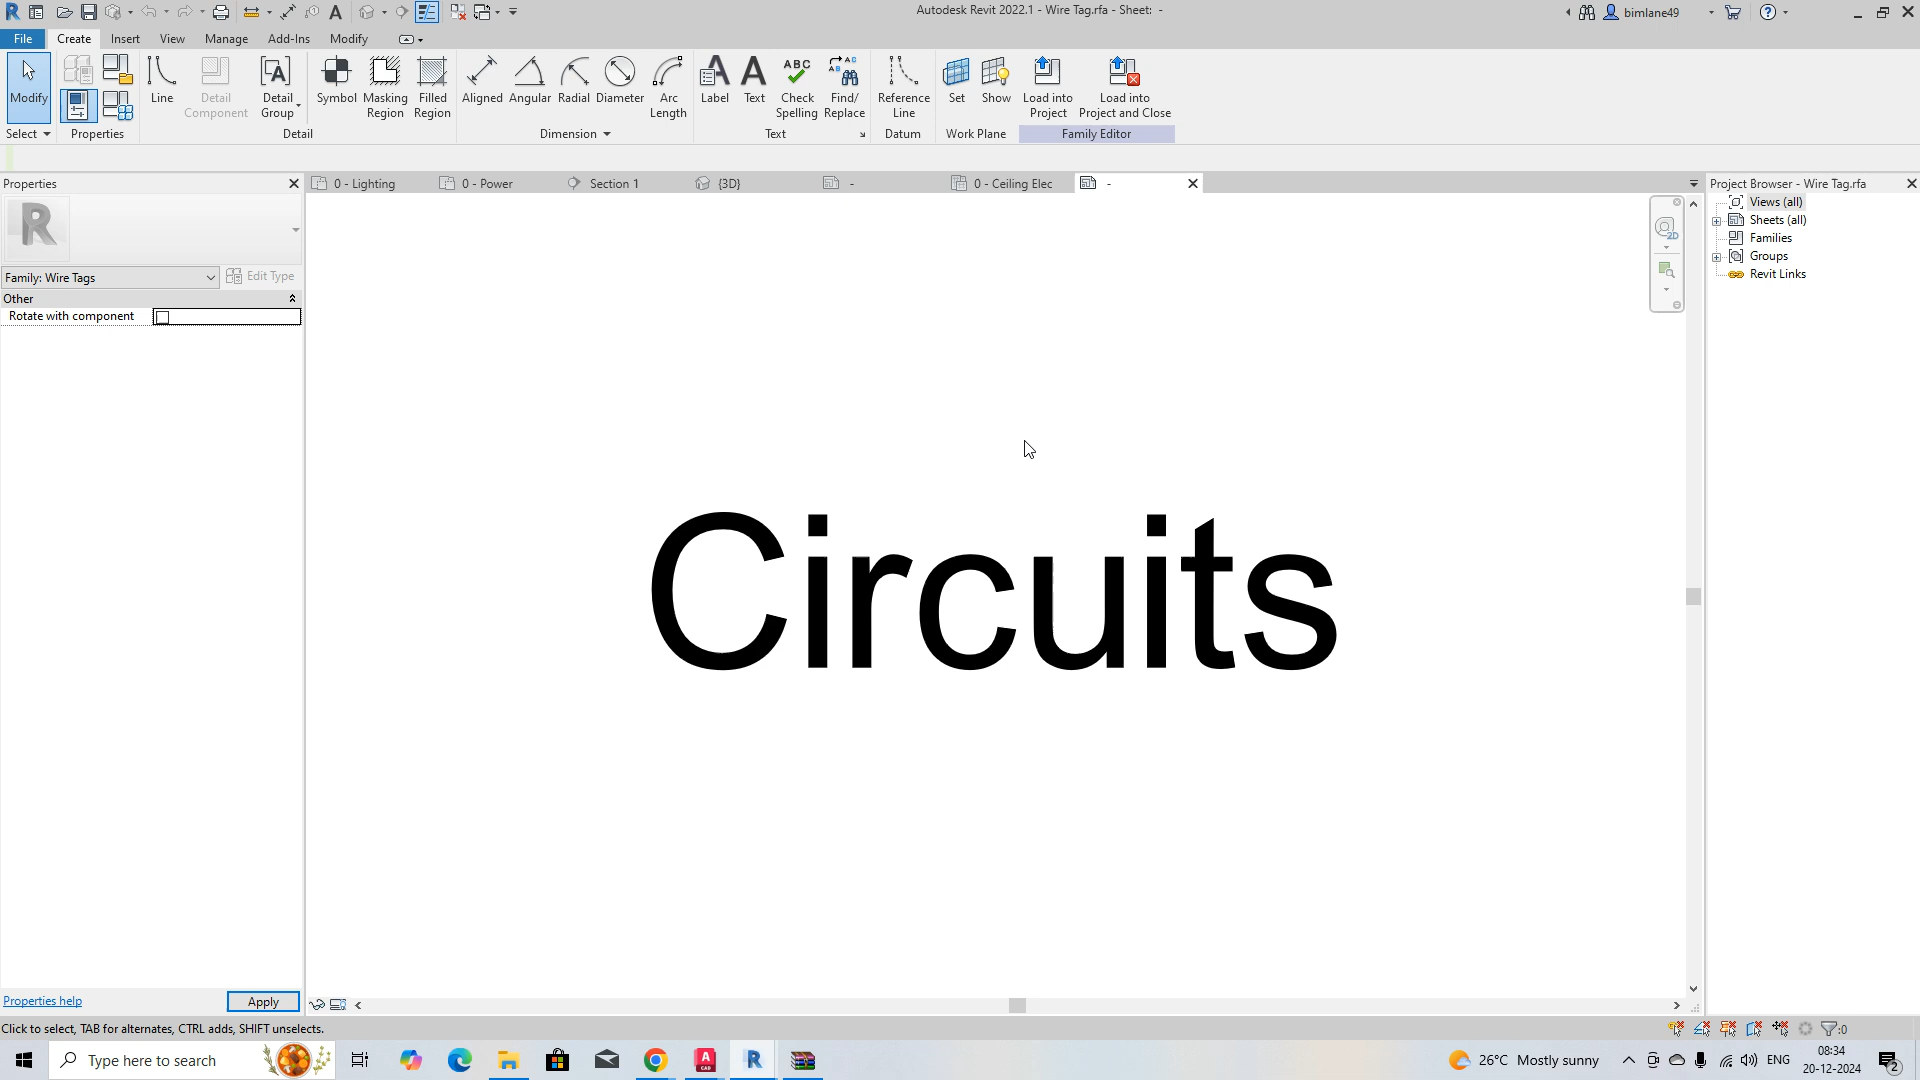 Autodesk Revit 2022.1 - Wire Tag.rfa - Sheet: -
bimlane49
File
Create
Insert
View
Manage
Add-Ins
Modify
Modify
Line
Detail Component
Detail Group
Symbol
Masking Region
Filled Region
Aligned
Angular
Radial
Diameter
Arc Length
Label
Text
Check Spelling
Find/ Replace
Reference Line
Set
Show
Load into Project
Load into Project and Close
Select
Properties
Detail
Dimension
Text
Datum
Work Plane
Family Editor
Properties
0 - Lighting
0 - Power
Section 1
{3D}
-
0 - Ceiling Elec
-
Project Browser - Wire Tag.rfa
Views (all)
Sheets (all)
Families
Groups
Revit Links
Family: Wire Tags
Edit Type
Other
Rotate with component
2D
Circuits
Properties help
Apply
Click to select, TAB for alternates, CTRL adds, SHIFT unselects.
:0
Type here to search
26°C Mostly sunny
ENG
08:34
20-12-2024
2